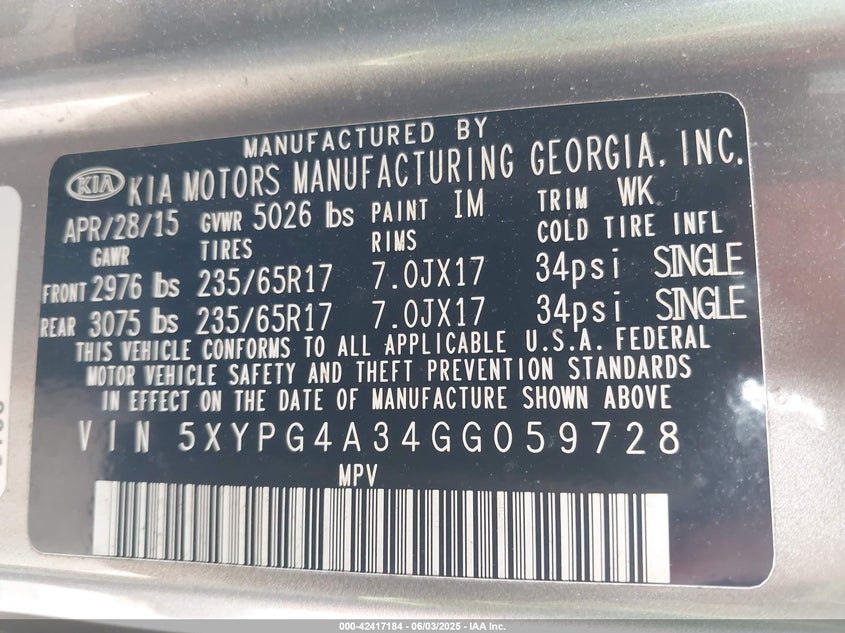 MANUFACTURED BY
KIA KIA MOTORS MANUFACTURING GEORGIA, INC.
APR/28/15 GVWR 5026 lbs PAINT IM TRIM WK
GAWR TIRES RIMS COLD TIRE INFL
FRONT 2976 lbs 235/65R17 7.0JX17 34psi SINGLE
REAR 3075 lbs 235/65R17 7.0JX17 34psi SINGLE
THIS VEHICLE CONFORMS TO ALL APPLICABLE U.S.A. FEDERAL
MOTOR VEHICLE SAFETY AND THEFT PREVENTION STANDARDS
IN EFFECT ON THE DATE OF MANUFACTURE SHOWN ABOVE
VIN 5XYPG4A34GG059728
MPV
000-42417184 - 06/03/2025 - IAA Inc.